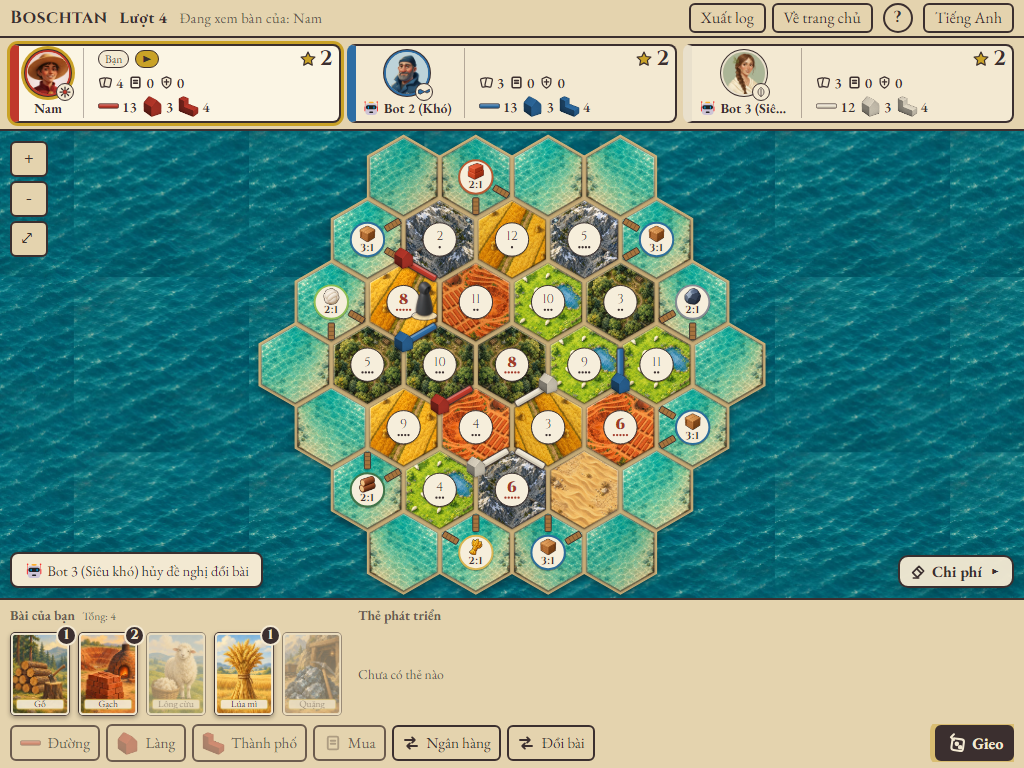 BOSCHTAN Lượt 4 Đang xem bàn của: Nam
Xuất log Về trang chủ ? Tiếng Anh
Bạn 2
4 0 0
Nam 13 3 4
2
3 0 0
Bot 2 (Khó) 13 3 4
2
3 0 0
Bot 3 (Siê... 12 3 4
+
-
2:1
3:1 2 12 5 3:1
2:1 8 11 10 3 2:1
5 10 8 9 11
9 4 3 6 3:1
2:1 4 6
2:1 3:1
Bot 3 (Siêu khó) hủy đề nghị đổi bài
Chi phí
Bài của bạn Tổng: 4
Thẻ phát triển
1 2 1
Gỗ Gạch Lông cừu Lúa mì Quặng
Chưa có thẻ nào
Đường Làng Thành phố Mua Ngân hàng Đổi bài Gieo